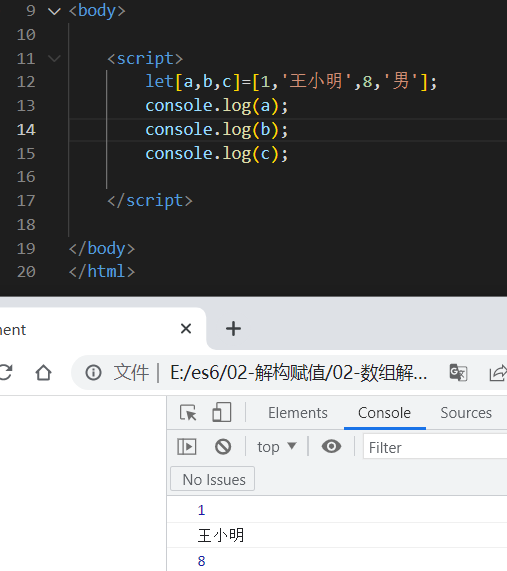 9 <body>
10
11 <script>
12 let[a,b,c]=[1,'王小明',8,'男'];
13 console.log(a);
14 console.log(b);
15 console.log(c);
16
17 </script>
18
19 </body>
20 </html>
ment
文件 | E:/es6/02-解构赋值/02-数组解...
Elements Console Sources
top Filter
No Issues
1
王小明
8